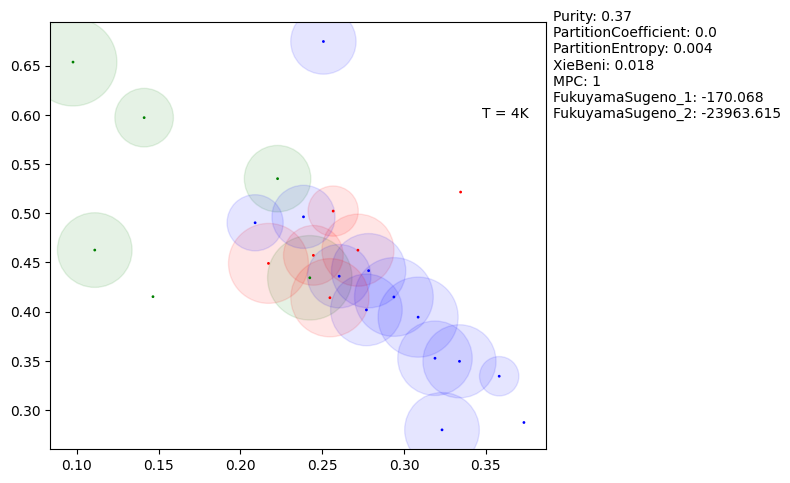 Purity: 0.37
PartitionCoefficient: 0.0
PartitionEntropy: 0.004
XieBeni: 0.018
MPC: 1
FukuyamaSugeno_1: -170.068
FukuyamaSugeno_2: -23963.615
T = 4K
0.65
0.60
0.55
0.50
0.45
0.40
0.35
0.30
0.10 0.15 0.20 0.25 0.30 0.35